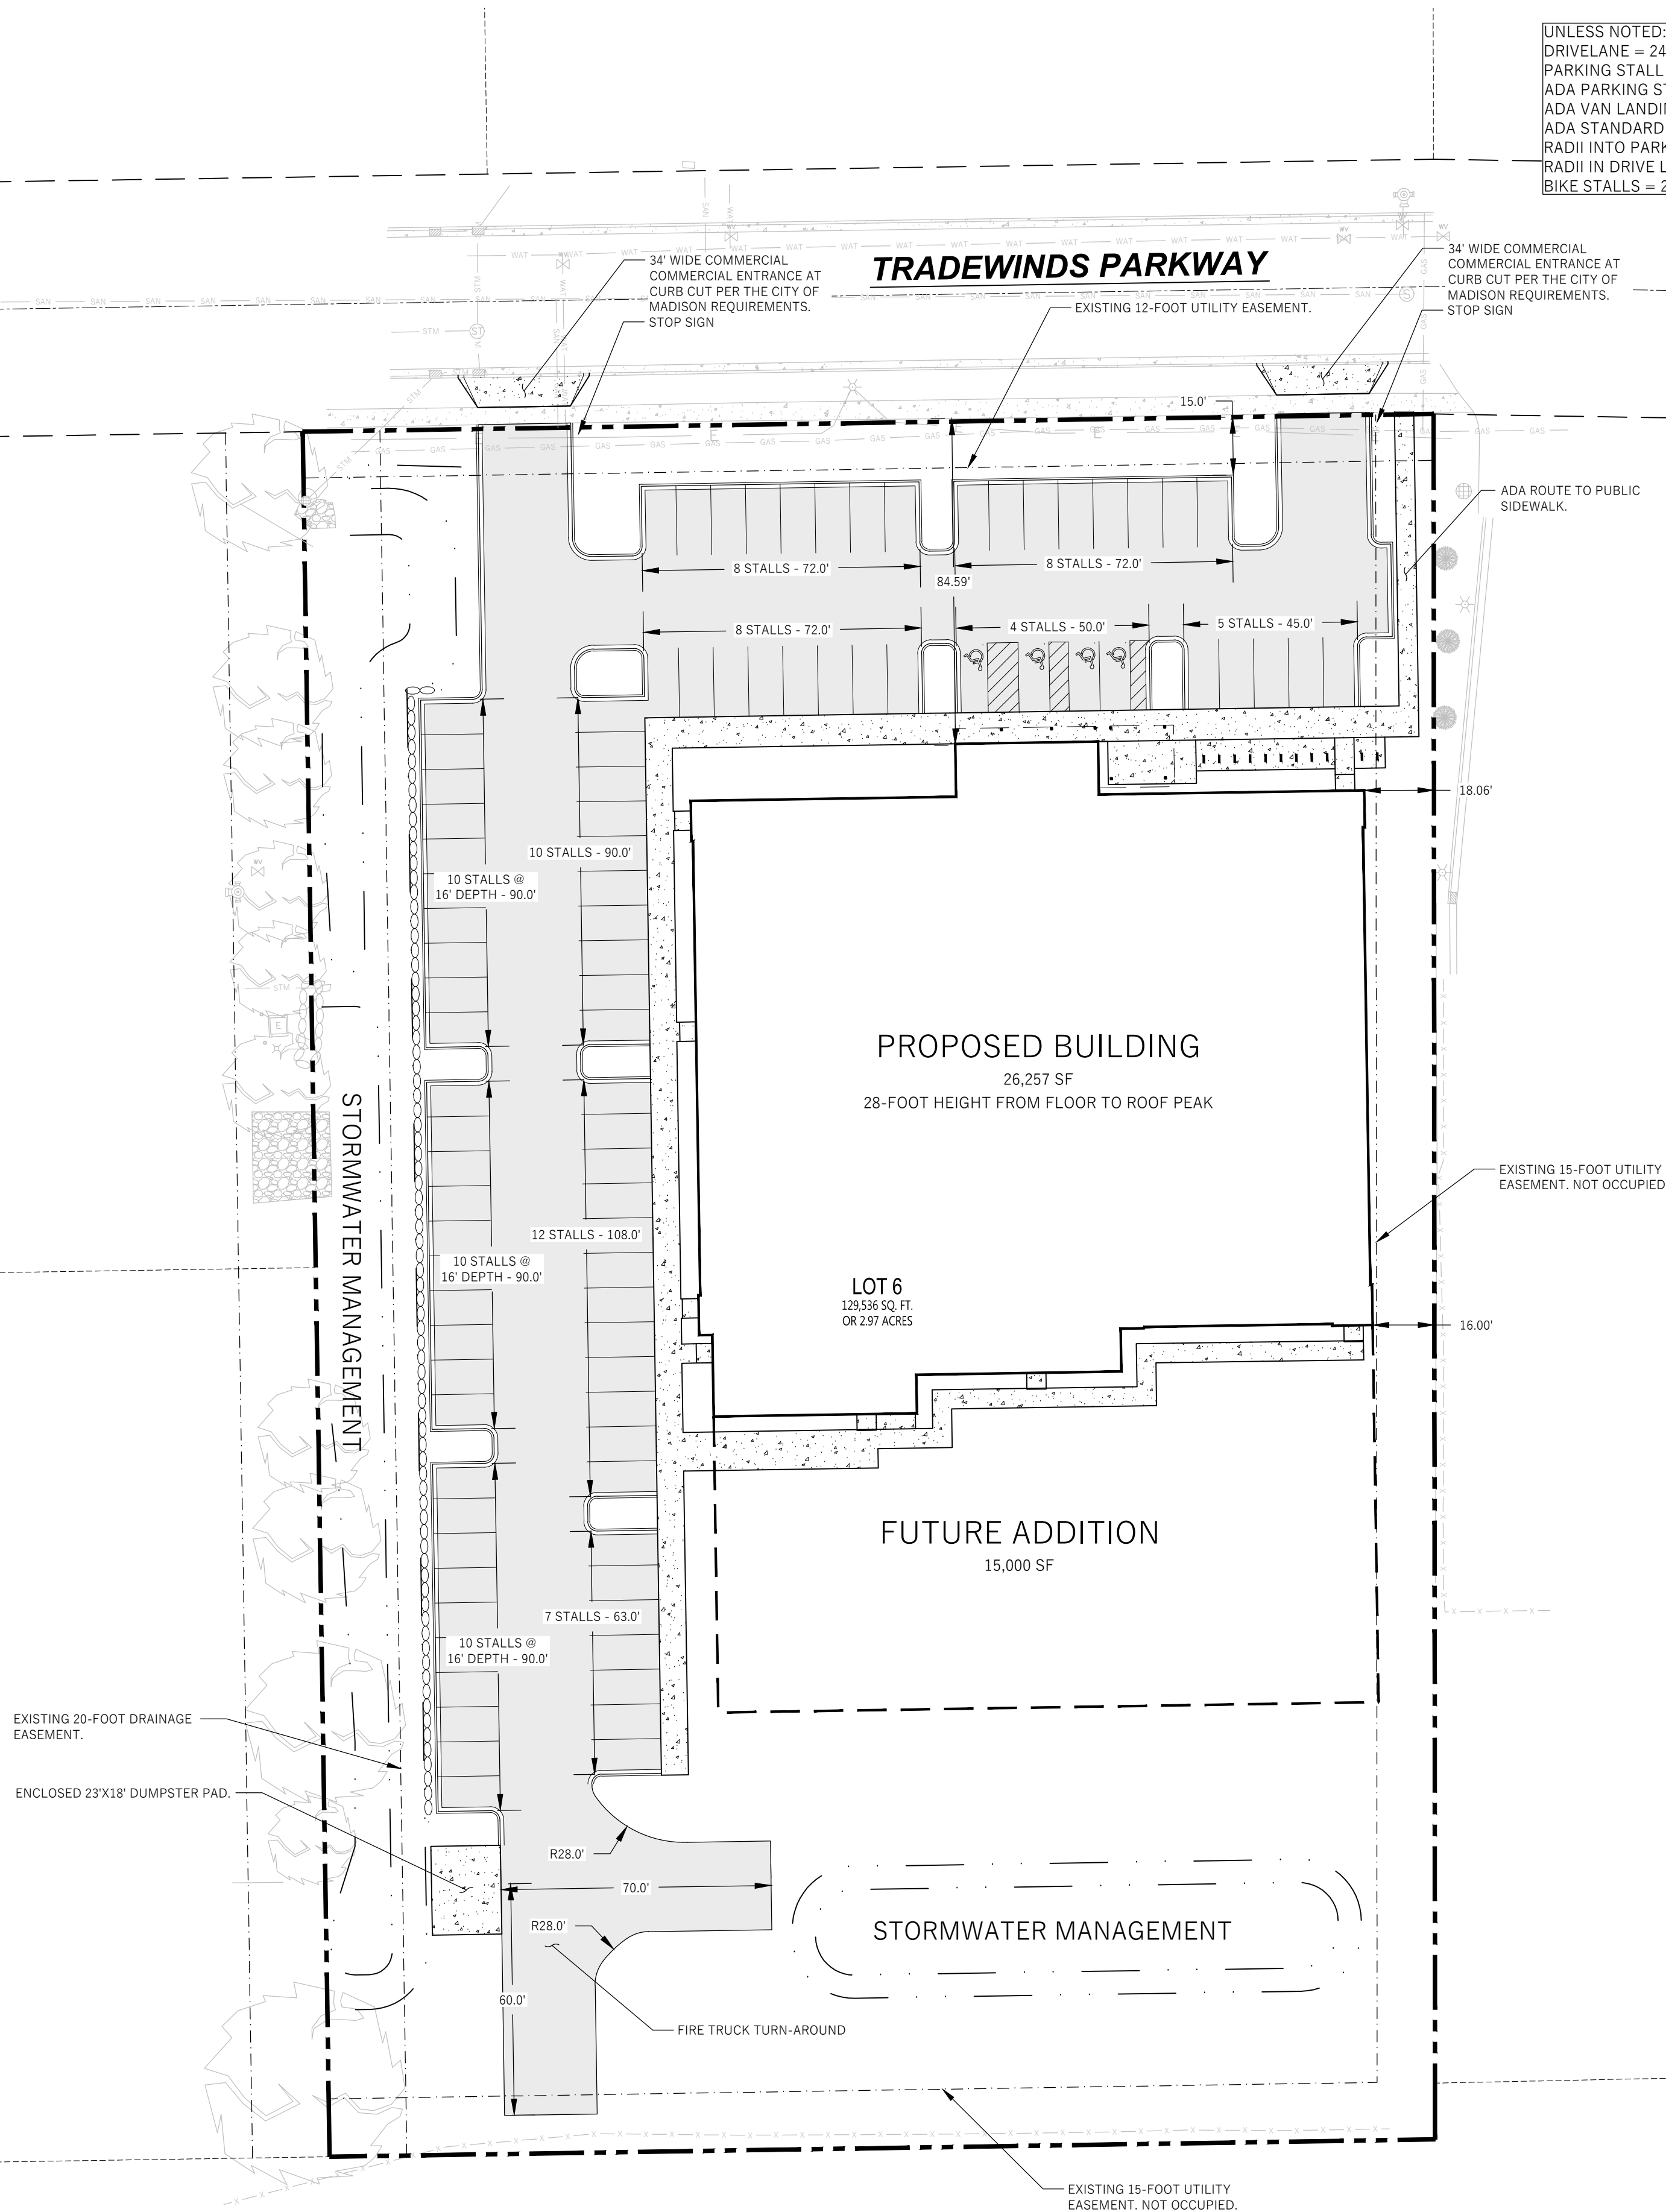 UNLESS NOTED:
DRIVELANE = 24
PARKING STALL
ADA PARKING
ADA VAN
ADA STANDARD
RADII INTO
RADII IN DRIVE
BIKE STALLS = 2
34' WIDE COMMERCIAL
COMMERCIAL ENTRANCE AT
CURB CUT PER THE CITY OF
MADISON REQUIREMENTS.
STOP SIGN
TRADEWINDS PARKWAY
34' WIDE COMMERCIAL
COMMERCIAL ENTRANCE AT
CURB CUT PER THE CITY OF
MADISON REQUIREMENTS.
STOP SIGN
EXISTING 12-FOOT UTILITY EASEMENT.
15.0'
ADA ROUTE TO PUBLIC
SIDEWALK.
8 STALLS - 72.0'
8 STALLS - 72.0'
84.59'
8 STALLS - 72.0'
4 STALLS - 50.0'
5 STALLS - 45.0'
18.06'
10 STALLS - 90.0'
10 STALLS @
16' DEPTH - 90.0'
PROPOSED BUILDING
26,257 SF
28-FOOT HEIGHT FROM FLOOR TO ROOF PEAK
STORMWATER MANAGEMENT
EXISTING 15-FOOT UTILITY
EASEMENT. NOT OCCUPIED
12 STALLS - 108.0'
10 STALLS @
16' DEPTH - 90.0'
LOT 6
129,536 SQ. FT.
OR 2.97 ACRES
16.00'
FUTURE ADDITION
15,000 SF
7 STALLS - 63.0'
10 STALLS @
16' DEPTH - 90.0'
EXISTING 20-FOOT DRAINAGE
EASEMENT.
ENCLOSED 23'X18' DUMPSTER PAD.
R28.0'
70.0'
R28.0'
STORMWATER MANAGEMENT
60.0'
FIRE TRUCK TURN-AROUND
EXISTING 15-FOOT UTILITY
EASEMENT. NOT OCCUPIED.